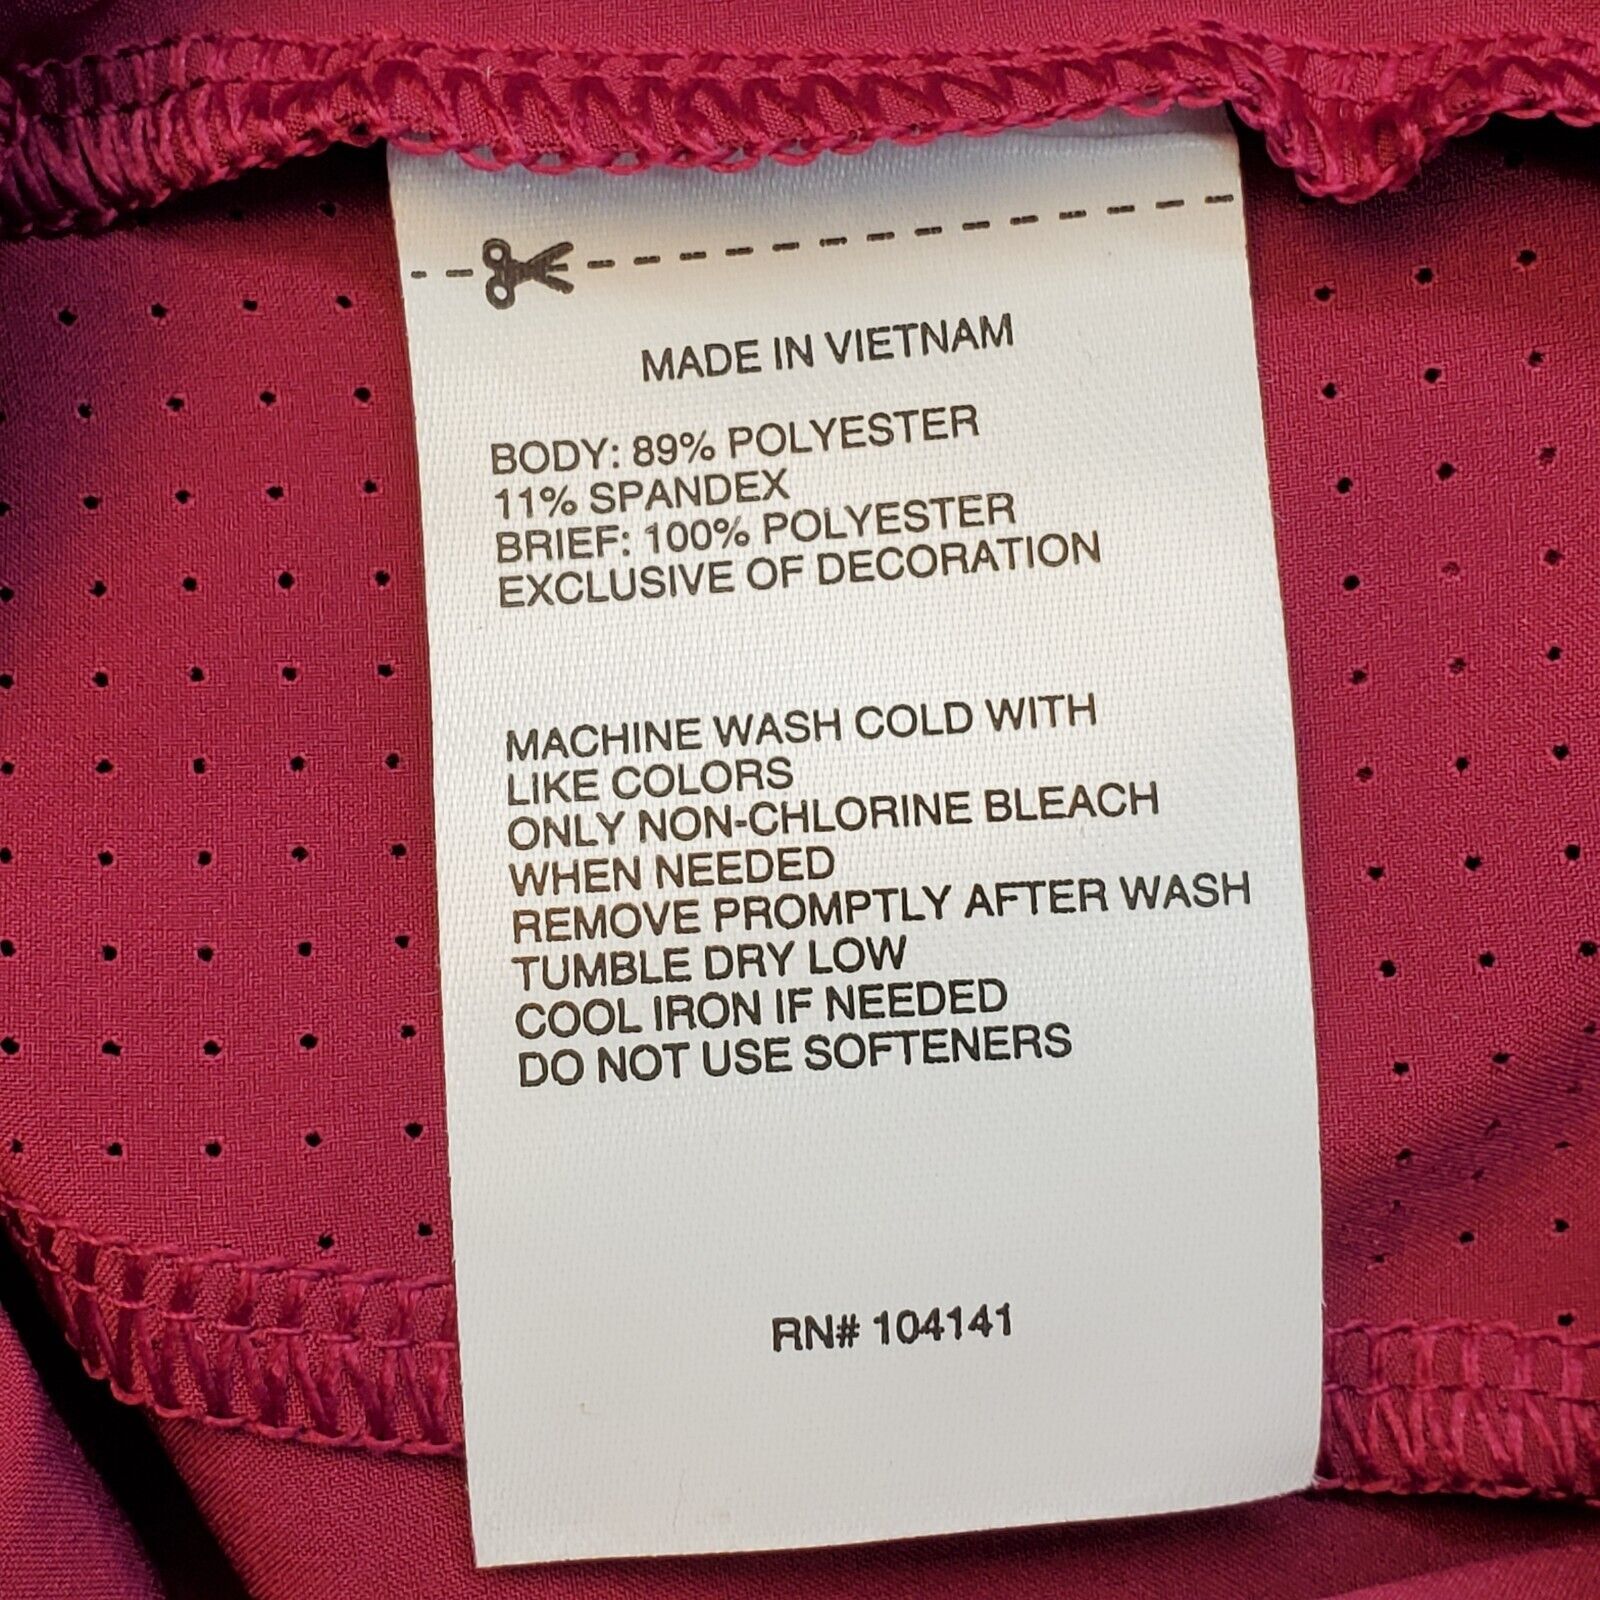 MADE IN VIETNAM
BODY: 89% POLYESTER
11% SPANDEX
BRIEF: 100% POLYESTER
EXCLUSIVE OF DECORATION
MACHINE WASH COLD WITH
LIKE COLORS
ONLY NON-CHLORINE BLEACH
WHEN NEEDED
REMOVE PROMPTLY AFTER WASH
TUMBLE DRY LOW
COOL IRON IF NEEDED
DO NOT USE SOFTENERS
RN# 104141